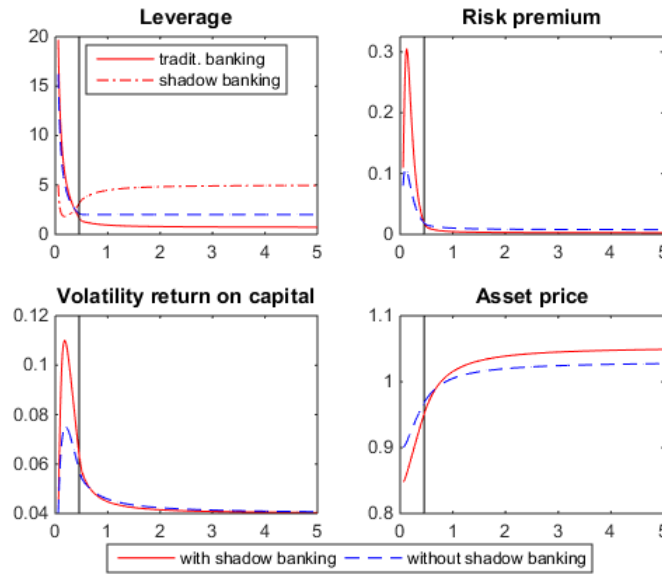 Leverage
20
15
10
5
0
0 1 2 3 4 5
tradit. banking
shadow banking
Risk premium
0.3
0.2
0.1
0
0 1 2 3 4 5
Volatility return on capital
0.12
0.1
0.08
0.06
0.04
0 1 2 3 4 5
Asset price
1.1
1
0.9
0.8
0 1 2 3 4 5
with shadow banking without shadow banking